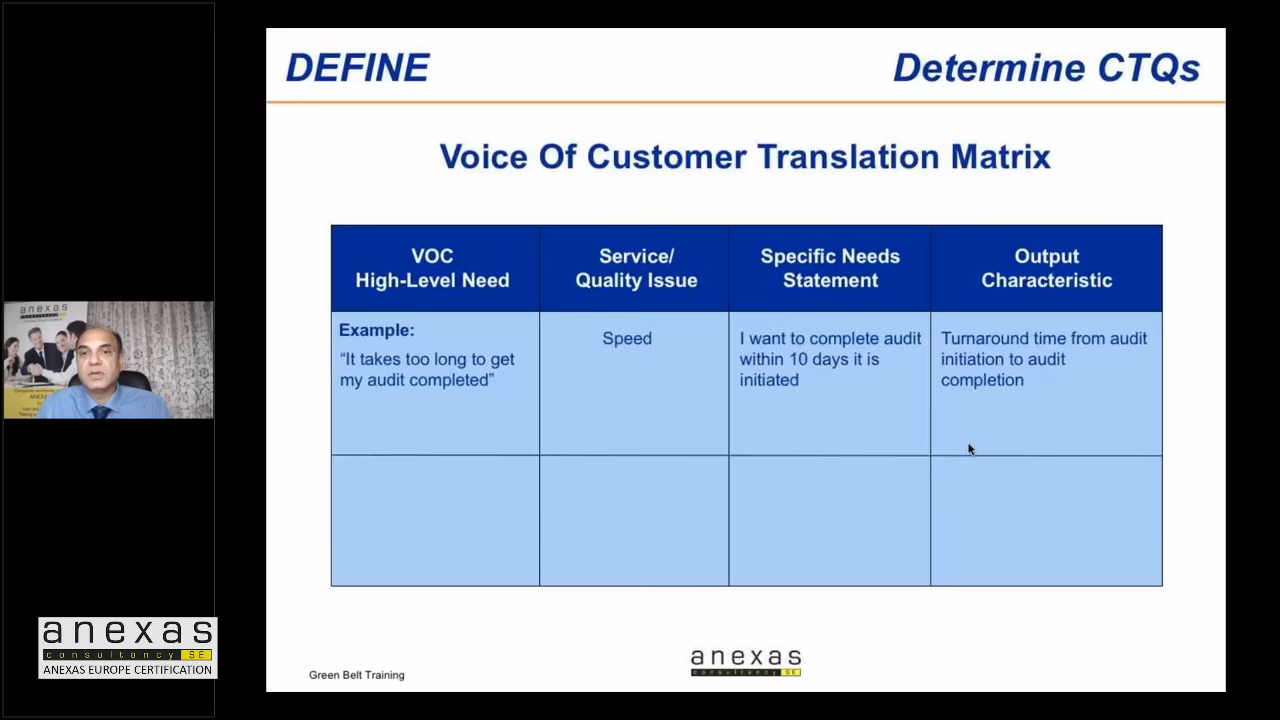 DEFINE
Determine CTQs
Voice Of Customer Translation Matrix
VOC
High-Level Need
Service/
Quality Issue
Specific Needs
Statement
Output
Characteristic
Example:
“It takes too long to get
my audit completed”
Speed
I want to complete audit
within 10 days it is
initiated
Turnaround time from audit
initiation to audit
completion
anexas
anexas
consultancy SE
ANEXAS EUROPE CERTIFICATION
Green Belt Training
anexas
consultancy SE